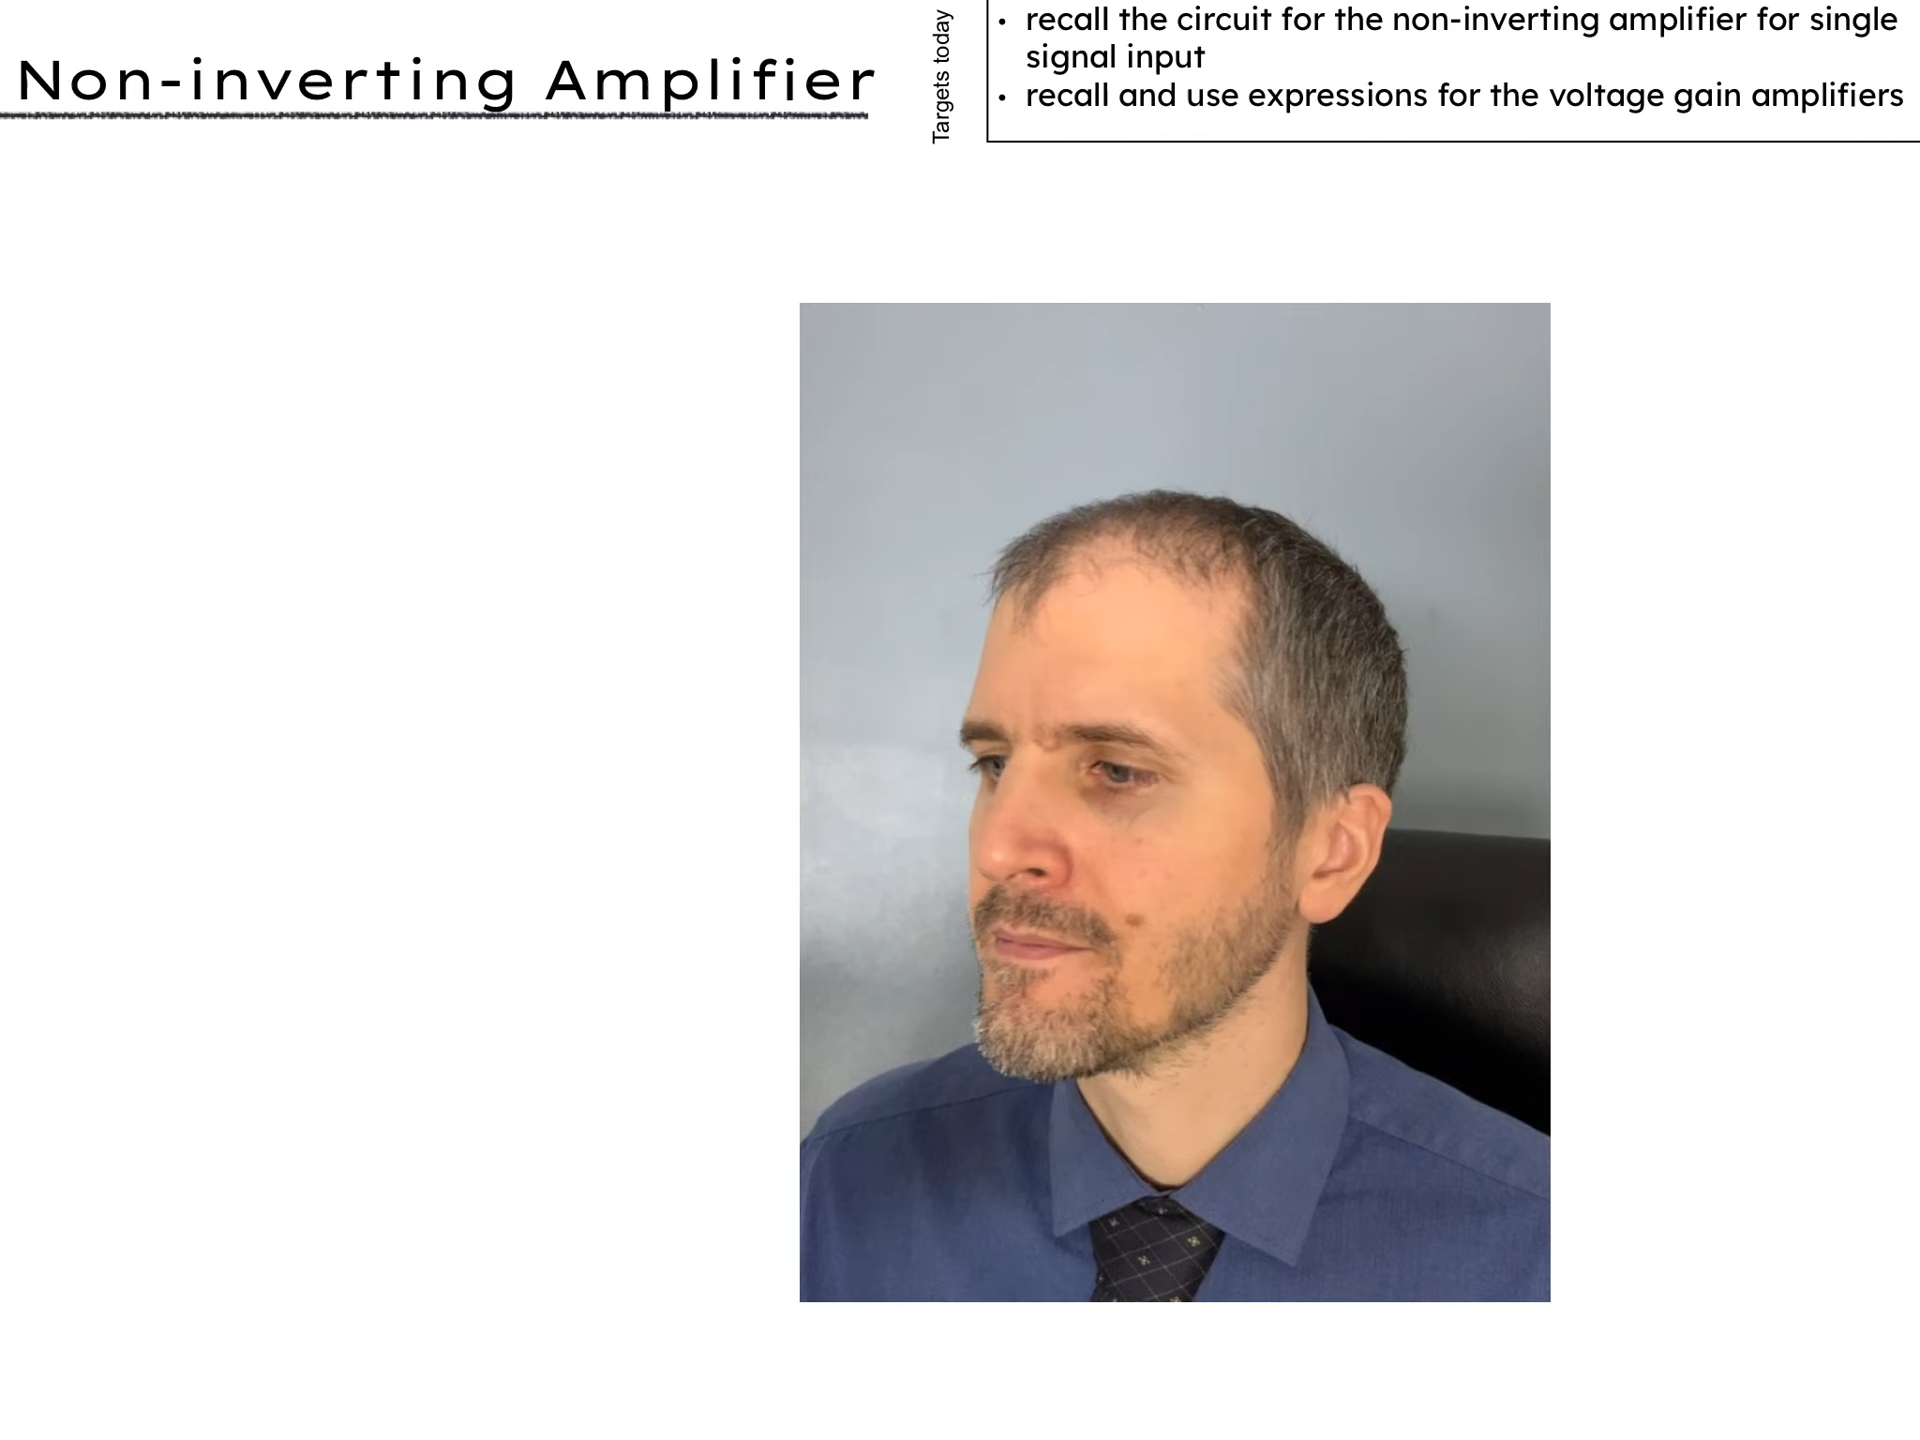 Non-inverting Amplifier
Targets today
• recall the circuit for the non-inverting amplifier for single
signal input
• recall and use expressions for the voltage gain amplifiers